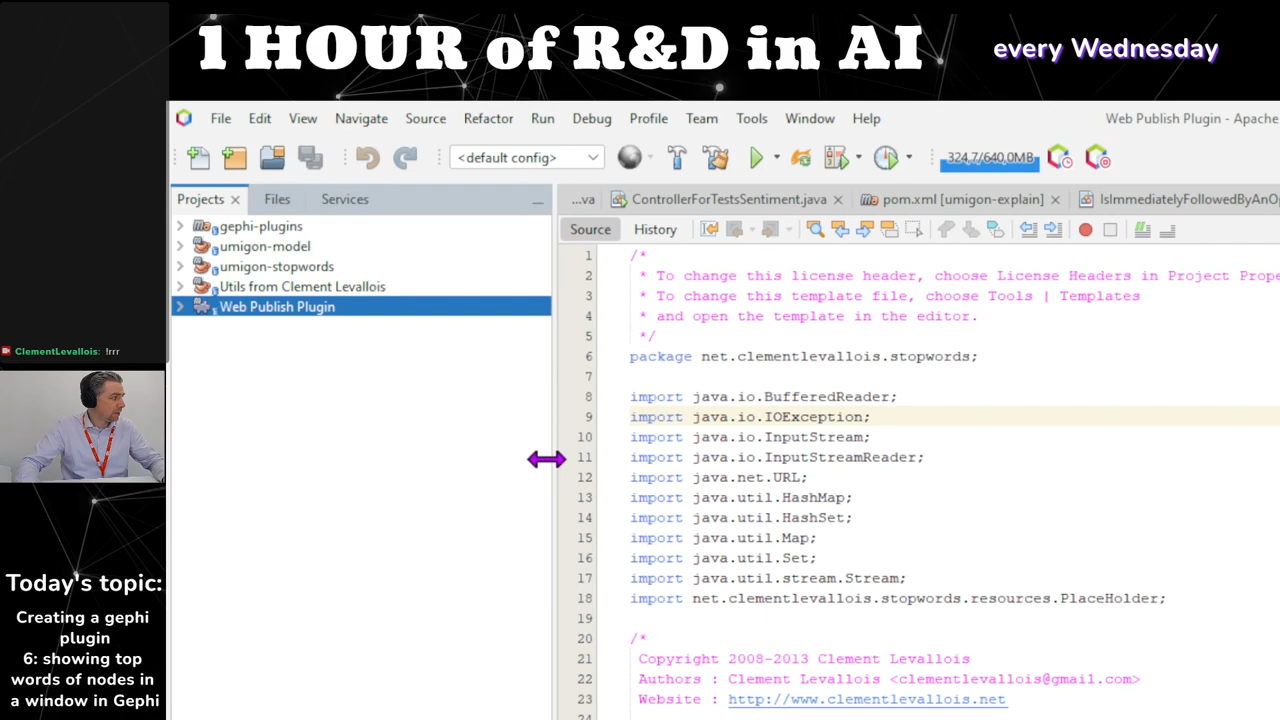 1 HOUR of R&D in AI
every Wednesday
File Edit View Navigate Source Refactor Run Debug Profile Team Tools Window Help
Web Publish Plugin - Apache
<default config>
324,7/640,0MB
Projects
Files
Services
...va
ControllerForTestsSentiment.java
pom.xml [umigon-explain]
IsImmediatelyFollowedByAnOp
gephi-plugins
umigon-model
umigon-stopwords
Utils from Clement Levallois
Web Publish Plugin
Source
History
1 /*
2 * To change this license header, choose License Headers in Project Prope
3 * To change this template file, choose Tools | Templates
4 * and open the template in the editor.
5 */
6 package net.clementlevallois.stopwords;
7
8 import java.io.BufferedReader;
9 import java.io.IOException;
10 import java.io.InputStream;
11 import java.io.InputStreamReader;
12 import java.net.URL;
13 import java.util.HashMap;
14 import java.util.HashSet;
15 import java.util.Map;
16 import java.util.Set;
17 import java.util.stream.Stream;
18 import net.clementlevallois.stopwords.resources.PlaceHolder;
19
20 /*
21 Copyright 2008-2013 Clement Levallois
22 Authors : Clement Levallois <clementlevallois@gmail.com>
23 Website : http://www.clementlevallois.net
24
ClementLevallois: !rrr
Today's topic:
Creating a gephi
plugin
6: showing top
words of nodes in
a window in Gephi